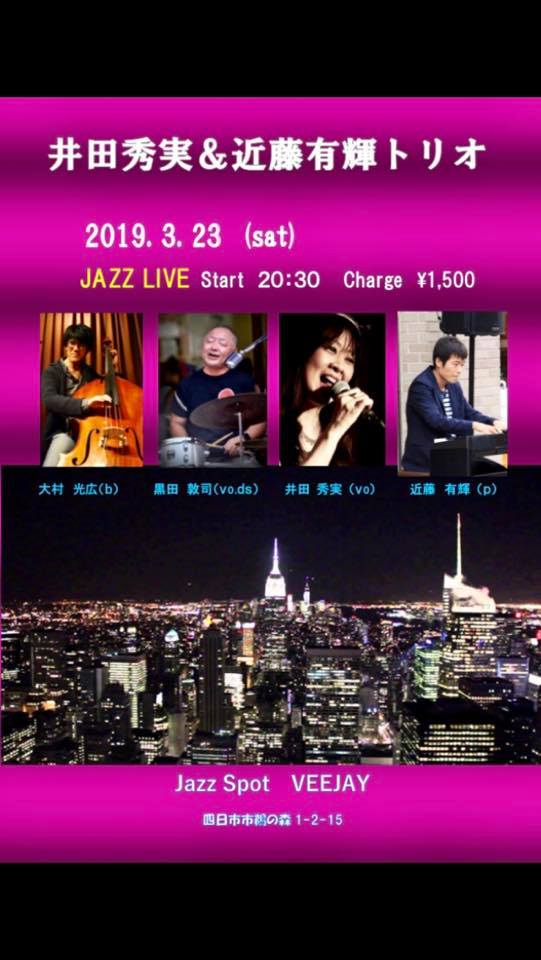 井田秀実＆近藤有輝トリオ
2019. 3. 23 (sat)
JAZZ LIVE Start 20:30 Charge ¥1,500
大村 光広（b） 黒田 敦司（vo.ds） 井田 秀実（vo） 近藤 有輝（p）
Jazz Spot VEEJAY
四日市市鵜の森 1-2-15